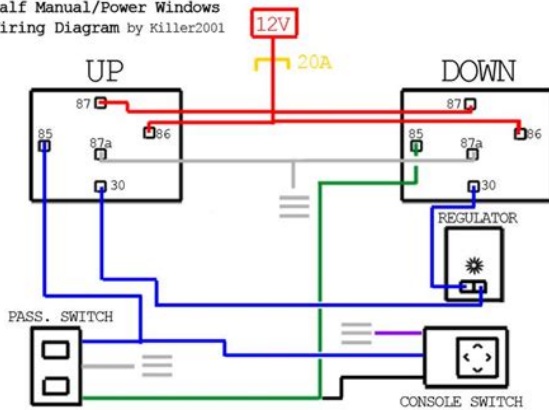 alf Manual/Power Windows
iring Diagram by Killer2001
12V
20A
UP
DOWN
87
85
86
87a
30
87
85
86
87a
30
REGULATOR
PASS. SWITCH
CONSOLE SWITCH